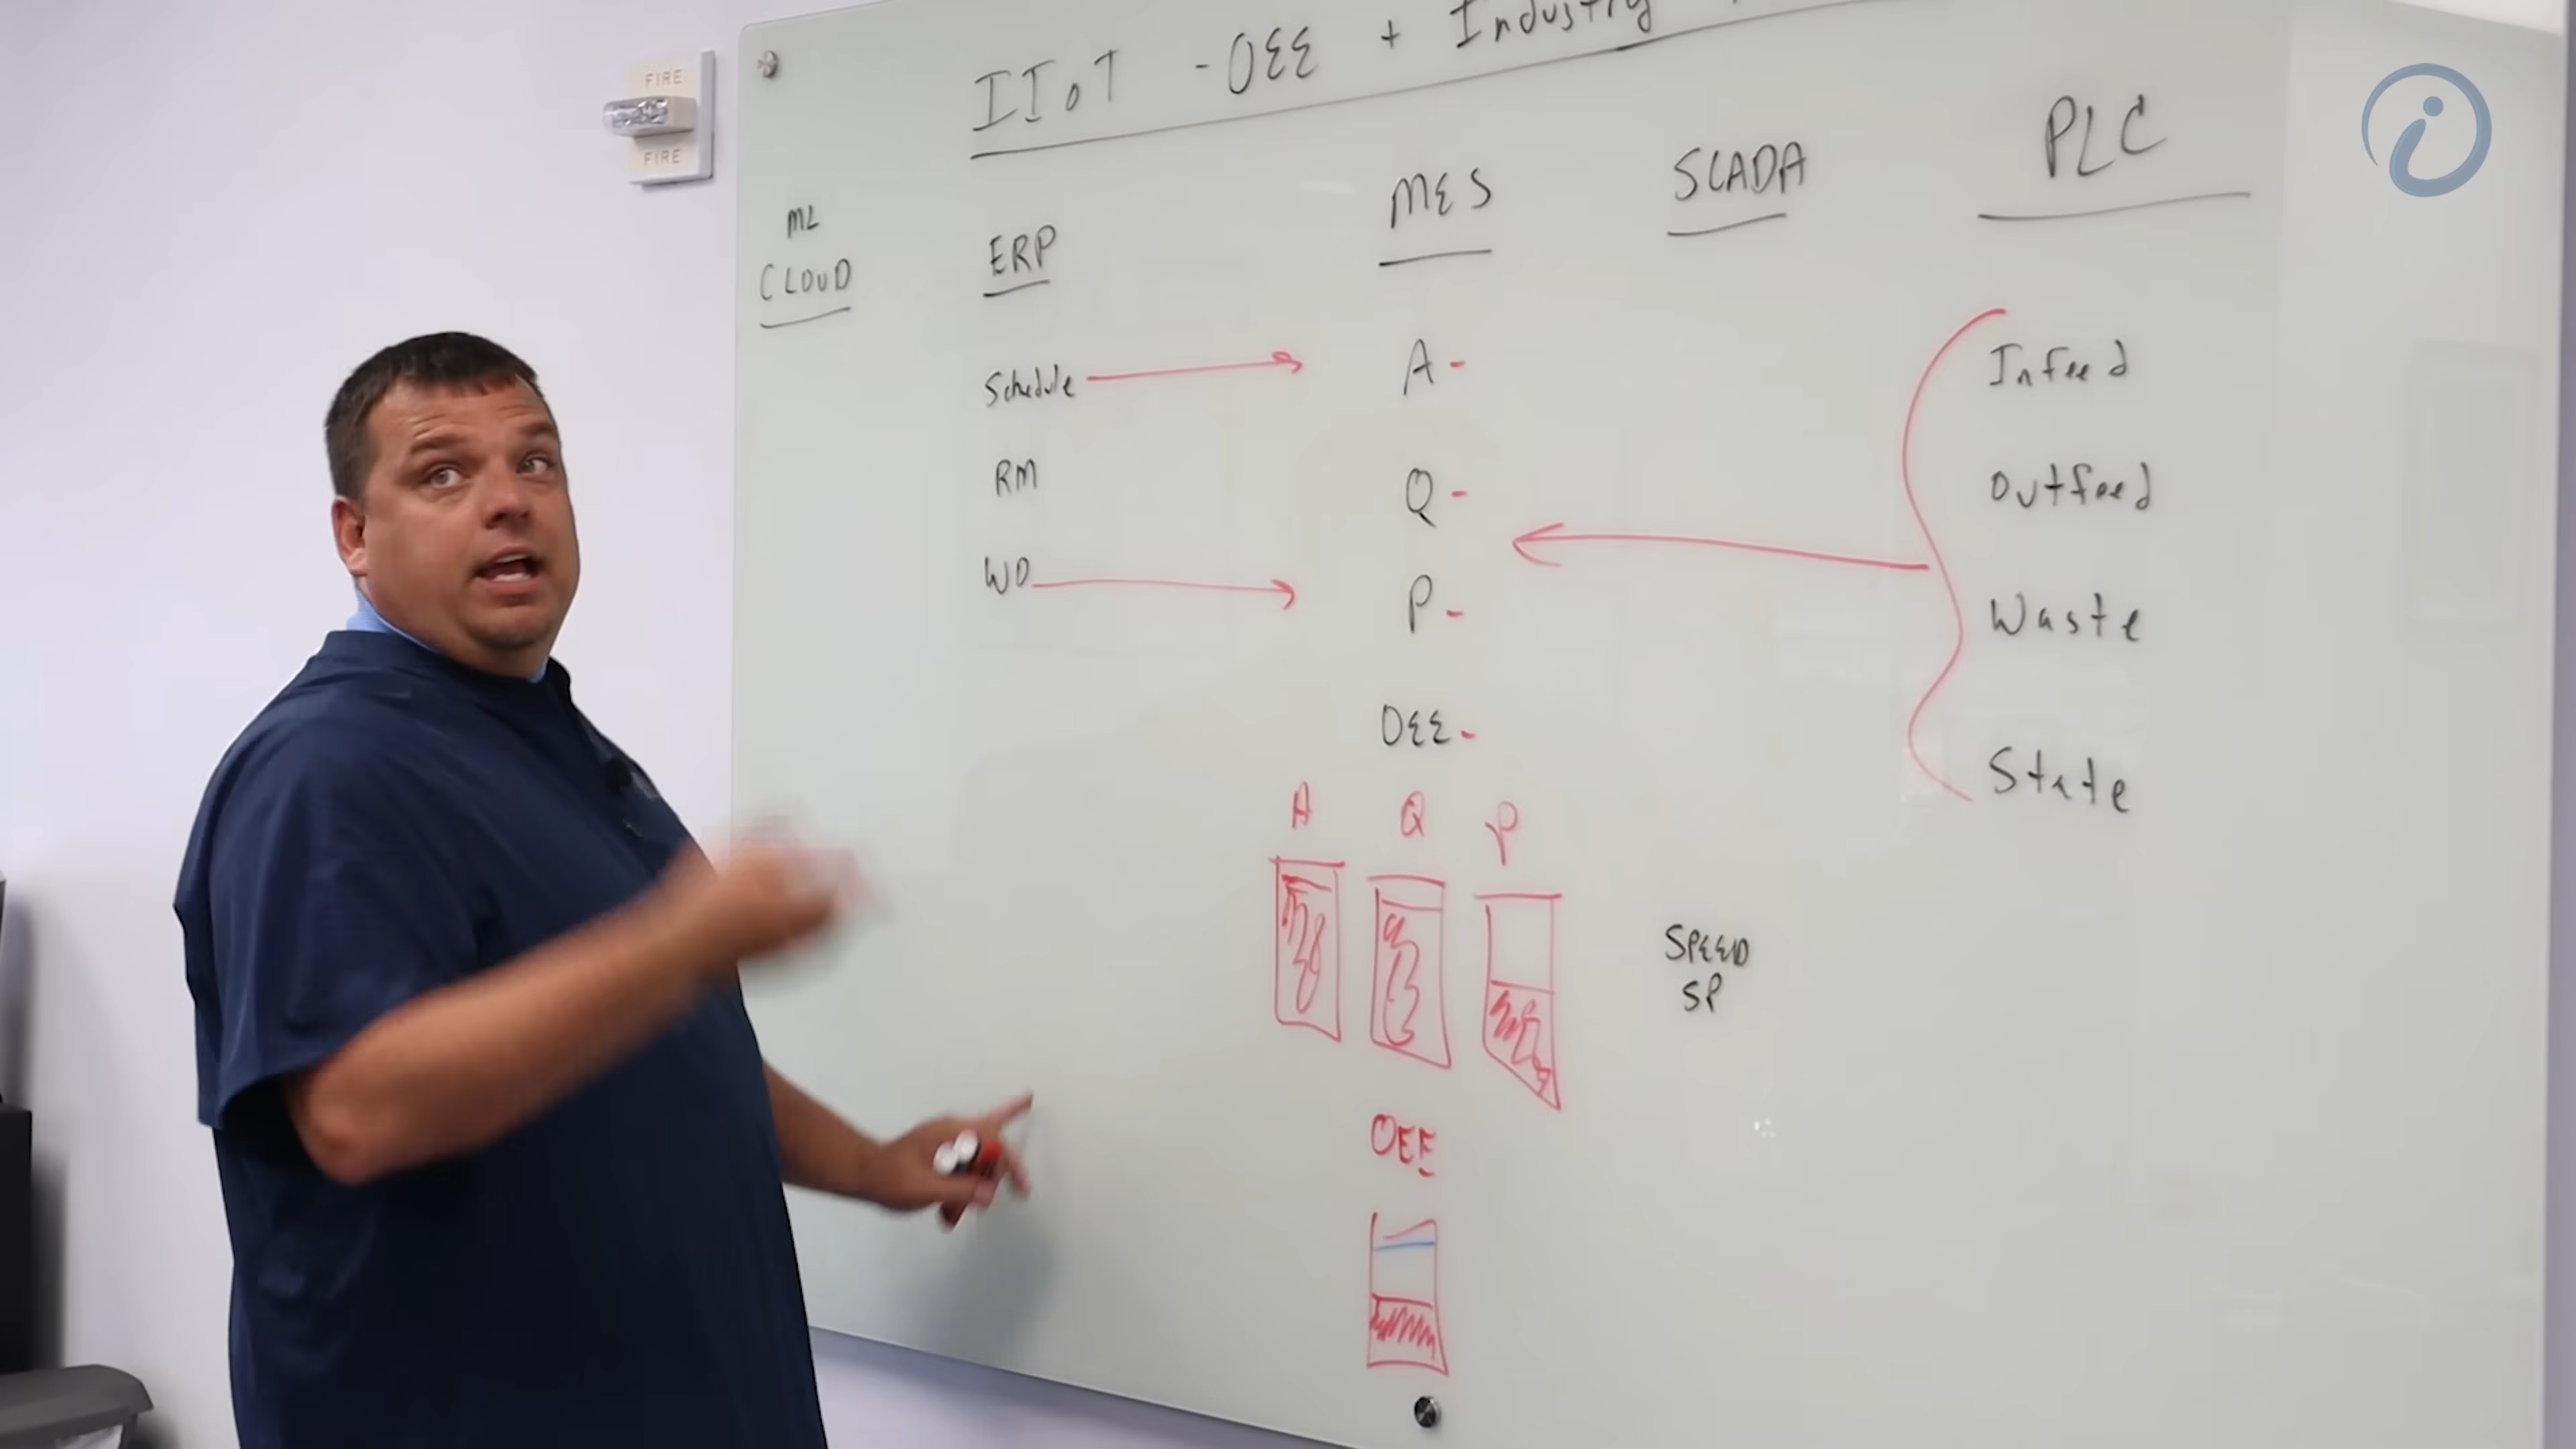 FIRE
FIRE
IIoT - OEE + Industry
ML
CLOUD
ERP
MES
SCADA
PLC
Schedule
A -
Infeed
RM
Q -
Outfeed
WO
P -
Waste
OEE -
State
A Q P
SPEED
SP
OEE